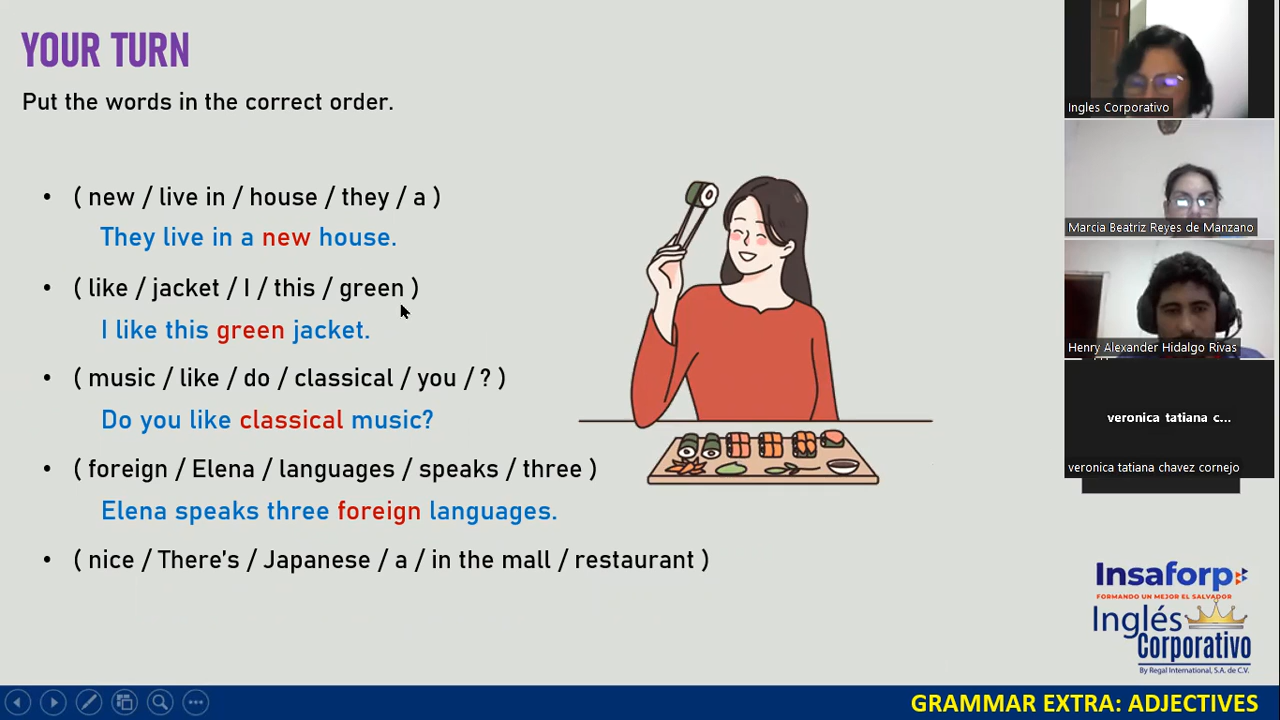 YOUR TURN
Put the words in the correct order.
• ( new / live in / house / they / a )
They live in a new house.
• ( like / jacket / I / this / green )
I like this green jacket.
• ( music / like / do / classical / you / ? )
Do you like classical music?
• ( foreign / Elena / languages / speaks / three )
Elena speaks three foreign languages.
• ( nice / There's / Japanese / a / in the mall / restaurant )
Ingles Corporativo
Marcia Beatriz Reyes de Manzano
Henry Alexander Hidalgo Rivas
veronica tatiana c...
veronica tatiana chavez cornejo
Insaforp
FORMANDO UN MEJOR EL SALVADOR
Inglés
Corporativo
By Regal International, S.A. de C.V.
GRAMMAR EXTRA: ADJECTIVES